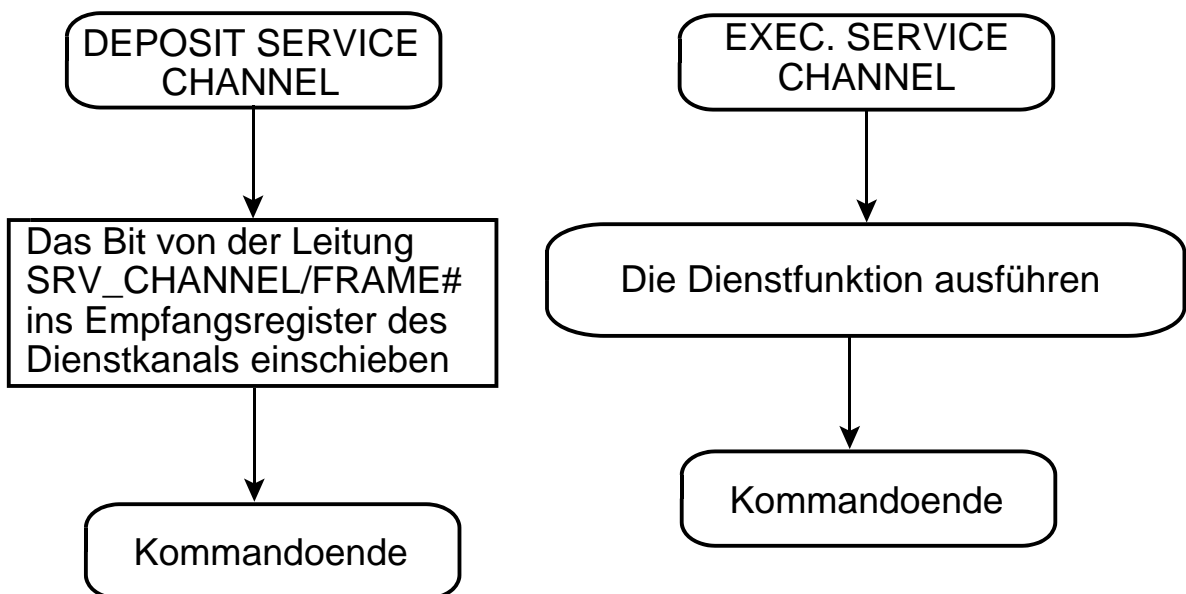 DEPOSIT SERVICE
CHANNEL
Das Bit von der Leitung
SRV_CHANNEL/FRAME#
ins Empfangsregister des
Dienstkanals einschieben
Kommandoende
EXEC. SERVICE
CHANNEL
Die Dienstfunktion ausführen
Kommandoende